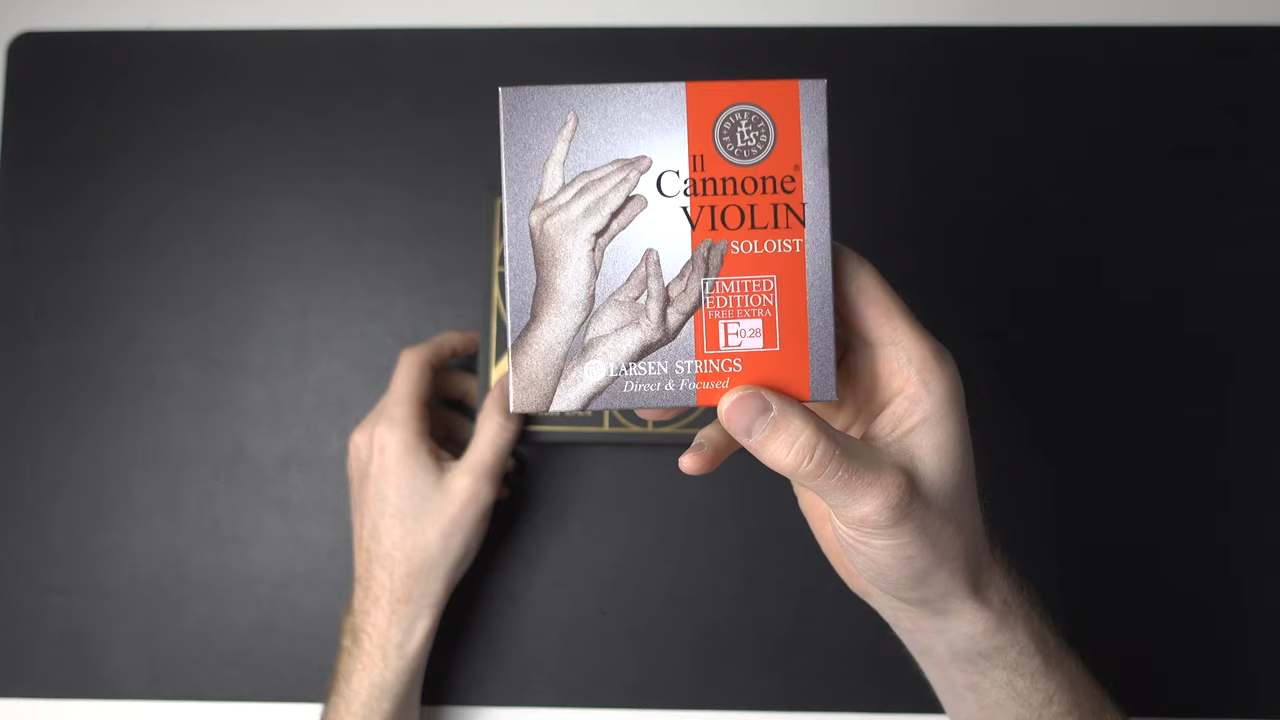 DIRECT
FOCUSED
LS
Il
Cannone®
VIOLIN
SOLOIST
LIMITED
EDITION
FREE EXTRA
E0.28
LARSEN STRINGS
Direct & Focused